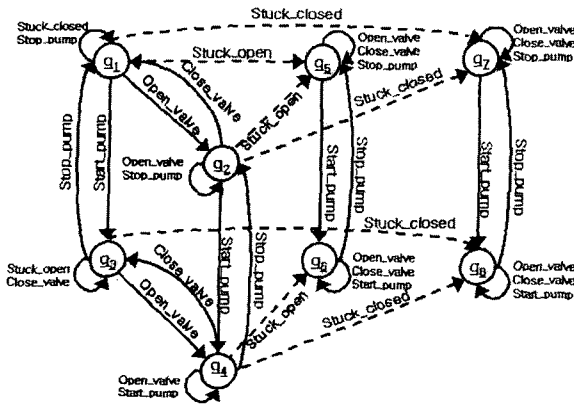 Stuck_closed
Stuck_closed
Stop_pump
Open_valve
Close_valve
Stop_pump
Open_valve
Close_valve
Stop_pump
g1
Stuck_open
g5
g7
Open_valve
Close_valve
Stuck_open
Stuck_closed
Stop_pump
Start_pump
Open_valve
Stop_pump
g2
Start_pump
Stop_pump
Start_pump
Stop_pump
Stuck_closed
g3
Stuck_open
Close_valve
Close_valve
Open_valve
Start_pump
Stop_pump
g6
Open_valve
Close_valve
Start_pump
g8
Open_valve
Close_valve
Start_pump
Stuck_open
Stuck_closed
g4
Open_valve
Start_pump